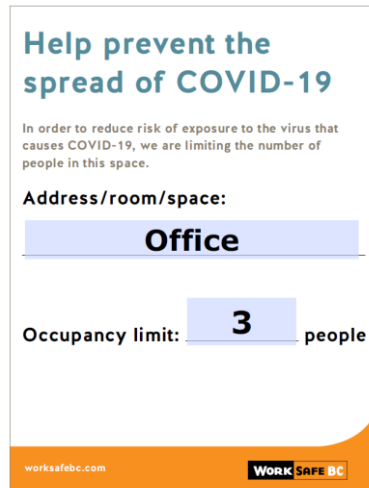 Help prevent the
spread of COVID-19
In order to reduce risk of exposure to the virus that
causes COVID-19, we are limiting the number of
people in this space.
Address/room/space:
Office
Occupancy limit: 3 people
worksafebc.com
WORK SAFE BC